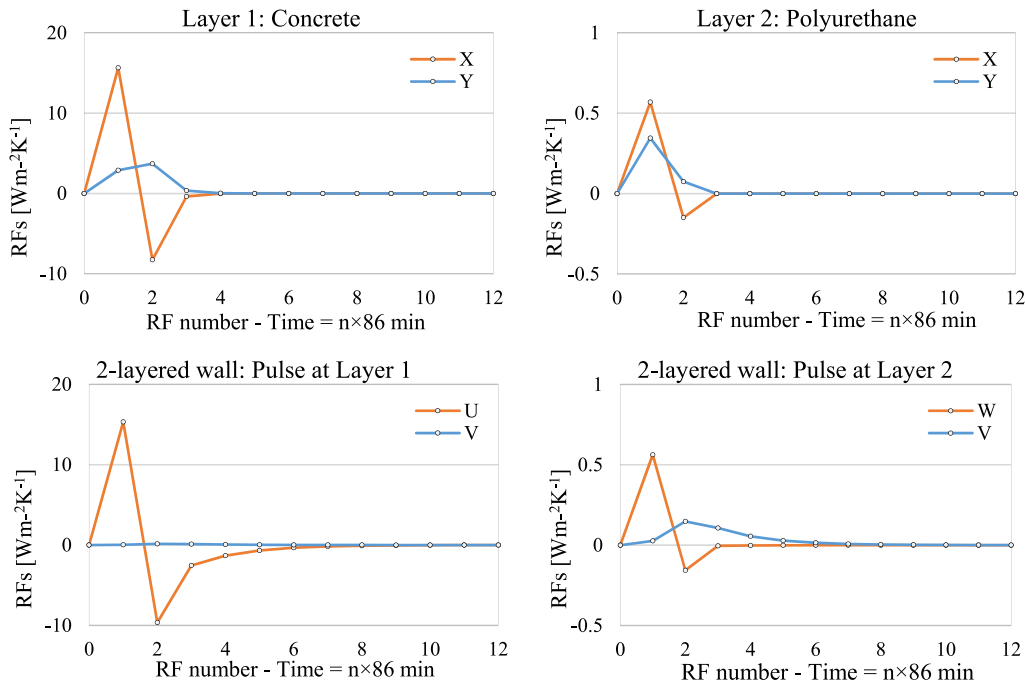 Layer 1: Concrete
20
10
0
-10
RFs [Wm-²K-¹]
X
Y
0 2 4 6 8 10 12
RF number - Time = n×86 min
Layer 2: Polyurethane
1
0.5
0
-0.5
RFs [Wm-²K-¹]
X
Y
0 2 4 6 8 10 12
RF number - Time = n×86 min
2-layered wall: Pulse at Layer 1
20
10
0
-10
RFs [Wm-²K-¹]
U
V
0 2 4 6 8 10 12
RF number - Time = n×86 min
2-layered wall: Pulse at Layer 2
1
0.5
0
-0.5
RFs [Wm-²K-¹]
W
V
0 2 4 6 8 10 12
RF number - Time = n×86 min